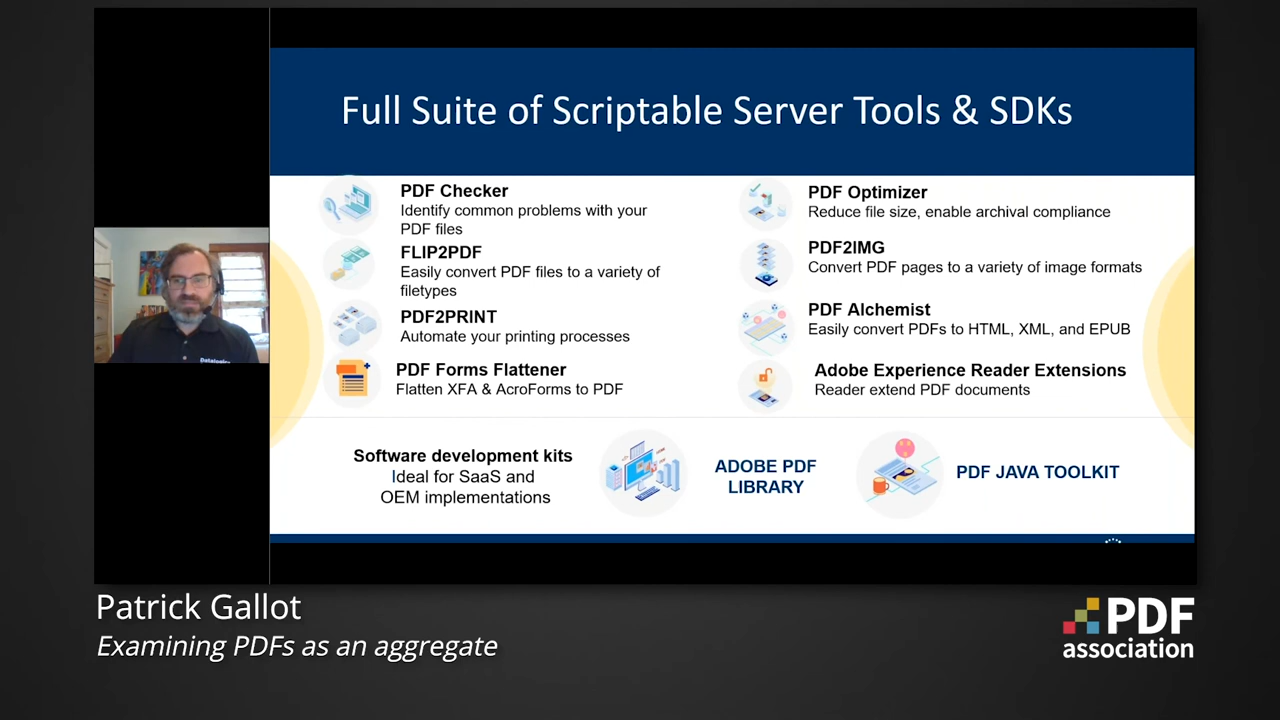 Full Suite of Scriptable Server Tools & SDKs
PDF Checker
Identify common problems with your
PDF files
FLIP2PDF
Easily convert PDF files to a variety of
filetypes
PDF2PRINT
Automate your printing processes
PDF Forms Flattener
Flatten XFA & AcroForms to PDF
PDF Optimizer
Reduce file size, enable archival compliance
PDF2IMG
Convert PDF pages to a variety of image formats
PDF Alchemist
Easily convert PDFs to HTML, XML, and EPUB
Adobe Experience Reader Extensions
Reader extend PDF documents
Software development kits
Ideal for SaaS and
OEM implementations
ADOBE PDF
LIBRARY
PDF JAVA TOOLKIT
Patrick Gallot
Examining PDFs as an aggregate
PDF
association